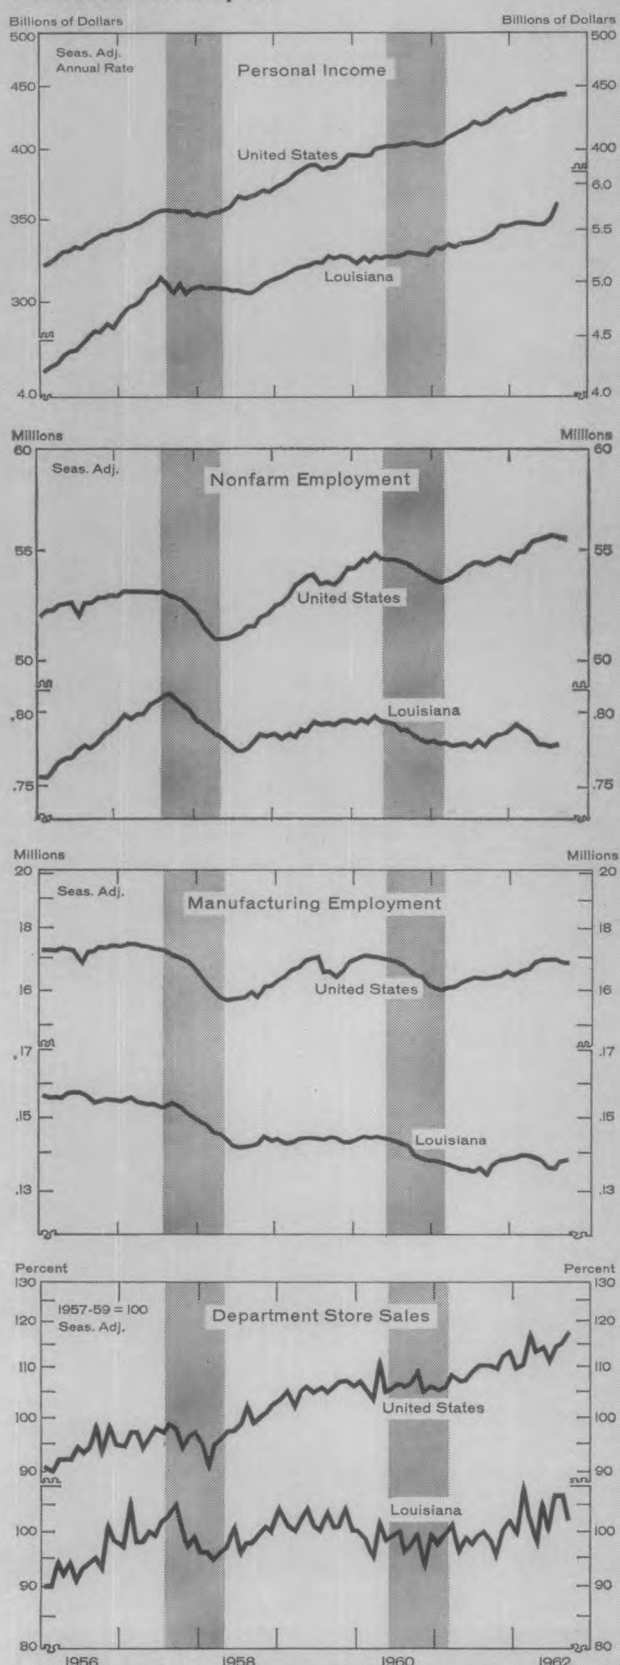 Billions of Dollars Billions of Dollars
500 500
Seas. Adj.
Annual Rate
Personal Income
450 450
United States
400 400
6.0
350
5.5
Louisiana
5.0
300
4.5
4.0 4.0
Millions Millions
60 60
Seas. Adj.
Nonfarm Employment
55 55
United States
50 50
Louisiana
.80 .80
.75 .75
Millions Millions
20 20
Seas. Adj.
Manufacturing Employment
18 18
16 16
United States
.17 .17
.15 .15
Louisiana
.13 .13
Percent Percent
130 130
1957-59 = 100
Seas. Adj.
Department Store Sales
120 120
110 110
United States
100 100
90 90
Louisiana
100 100
90 90
80 80
1956 1958 1960 1962